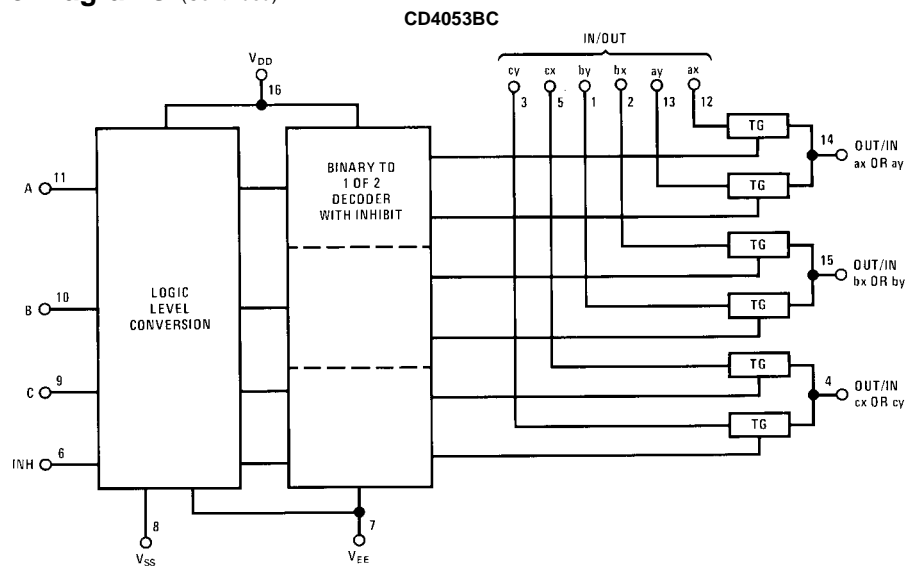 CD4053BC
IN/OUT
cy cx by bx ay ax
3 5 1 2 13 12
VDD
16
TG
14
OUT/IN
ax OR ay
TG
A 11
BINARY TO
1 OF 2
DECODER
WITH INHIBIT
TG
15
OUT/IN
bx OR by
TG
B 10
LOGIC
LEVEL
CONVERSION
TG
4
OUT/IN
cx OR cy
TG
C 9
INH 6
8
VSS
7
VEE